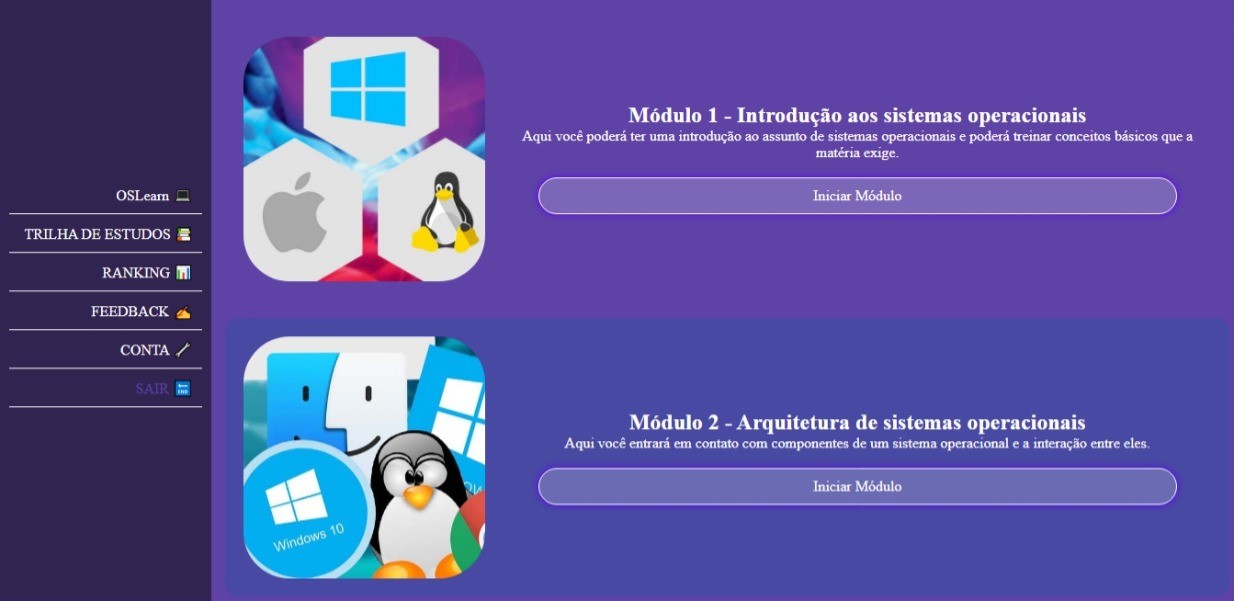 OSLearn
TRILHA DE ESTUDOS
RANKING
FEEDBACK
CONTA
SAIR
Módulo 1 - Introdução aos sistemas operacionais
Aqui você poderá ter uma introdução ao assunto de sistemas operacionais e poderá treinar conceitos básicos que a
matéria exige.
Iniciar Módulo
Windows 10
Módulo 2 - Arquitetura de sistemas operacionais
Aqui você entrará em contato com componentes de um sistema operacional e a interação entre eles.
Iniciar Módulo